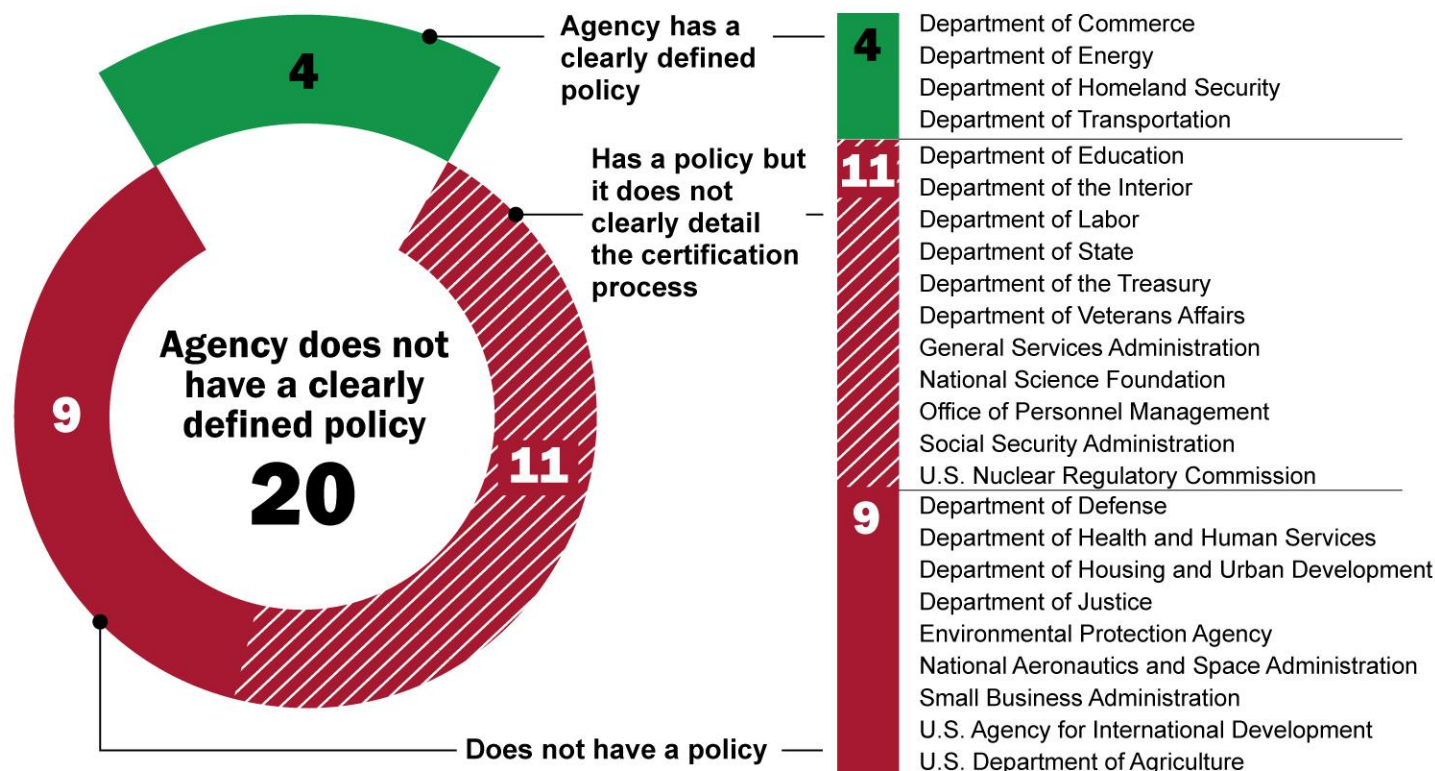 4
Agency has a
clearly defined
policy
Has a policy but
it does not
clearly detail
the certification
process
Agency does not
have a clearly
defined policy
20
9
11
Does not have a policy
4
Department of Commerce
Department of Energy
Department of Homeland Security
Department of Transportation
11
Department of Education
Department of the Interior
Department of Labor
Department of State
Department of the Treasury
Department of Veterans Affairs
General Services Administration
National Science Foundation
Office of Personnel Management
Social Security Administration
U.S. Nuclear Regulatory Commission
9
Department of Defense
Department of Health and Human Services
Department of Housing and Urban Development
Department of Justice
Environmental Protection Agency
National Aeronautics and Space Administration
Small Business Administration
U.S. Agency for International Development
U.S. Department of Agriculture